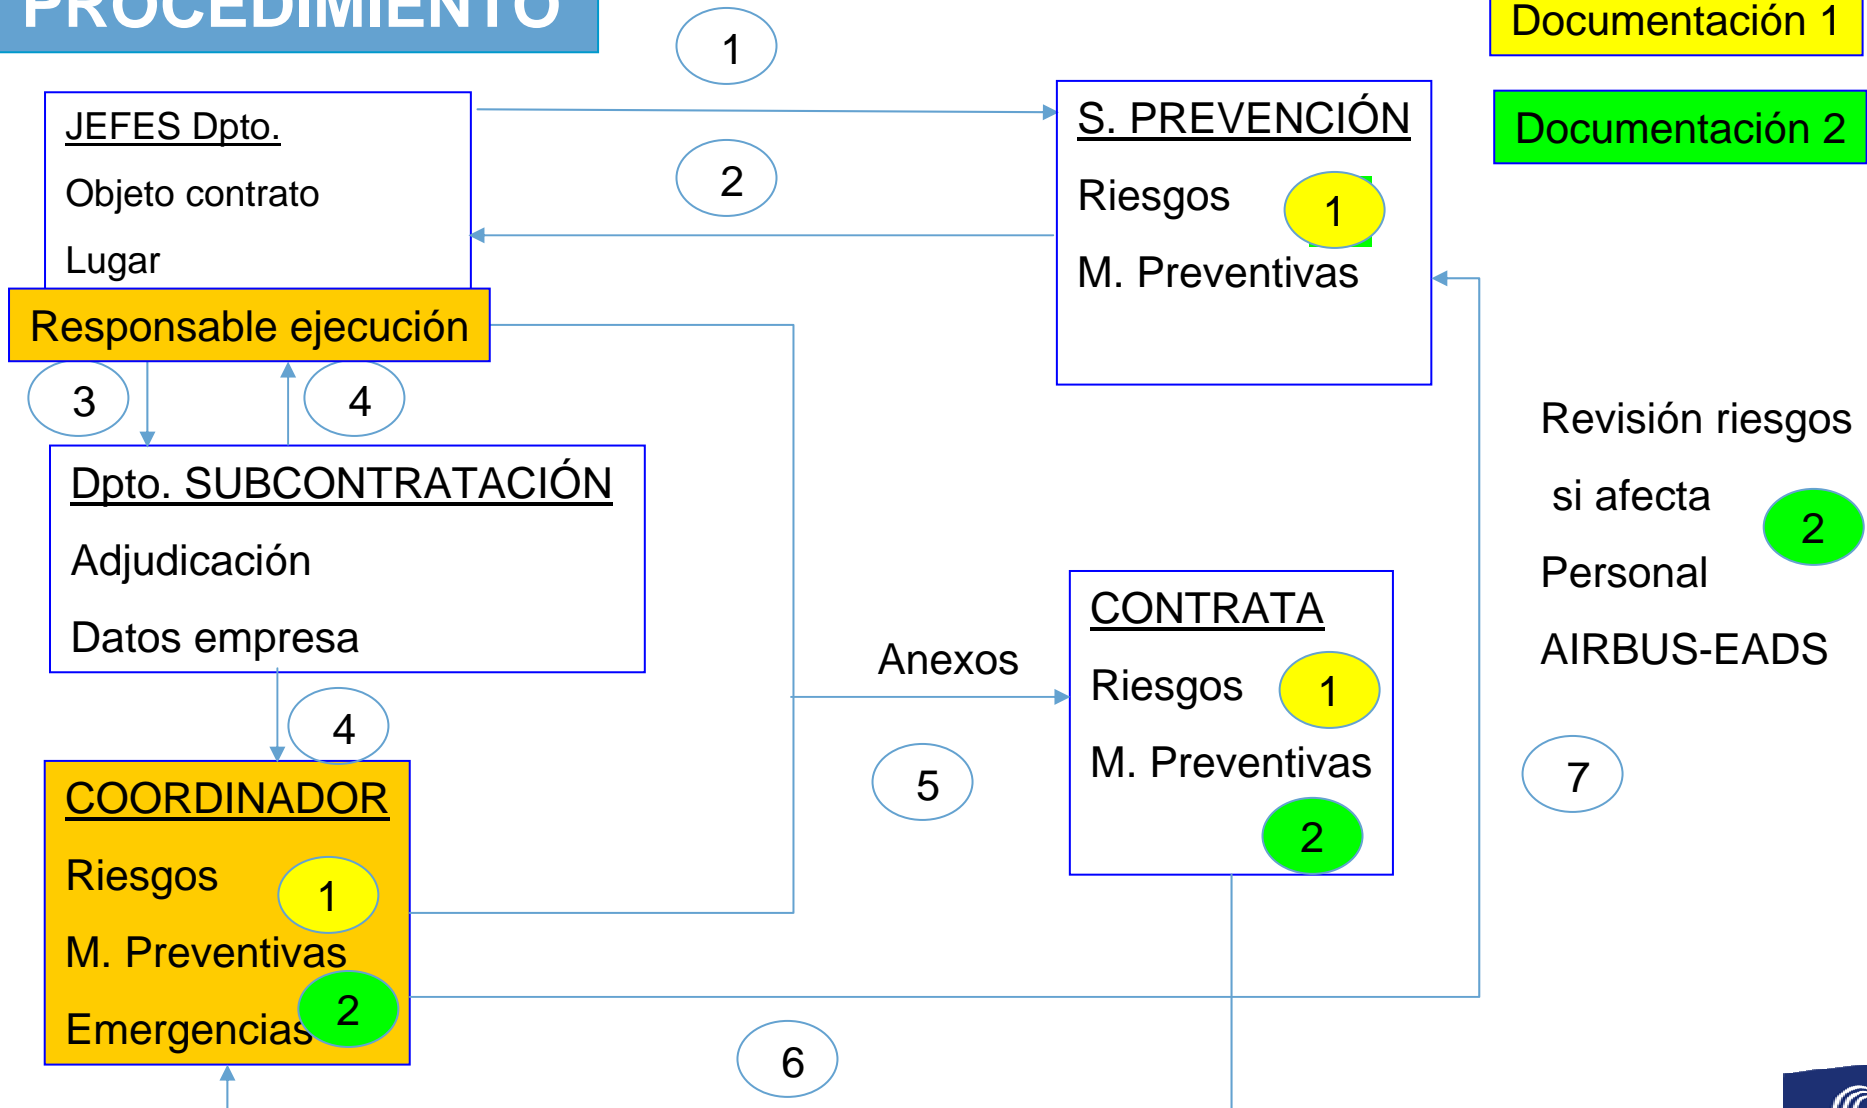 PROCEDIMIENTO
Documentación 1
Documentación 2
1
2
JEFES Dpto.
Objeto contrato
Lugar
Responsable ejecución
S. PREVENCIÓN
Riesgos
1
M. Preventivas
3
4
Dpto. SUBCONTRATACIÓN
Adjudicación
Datos empresa
4
Revisión riesgos
si afecta
2
Personal
AIRBUS-EADS
7
Anexos
5
CONTRATA
Riesgos
1
M. Preventivas
2
COORDINADOR
Riesgos
1
M. Preventivas
Emergencias
2
6